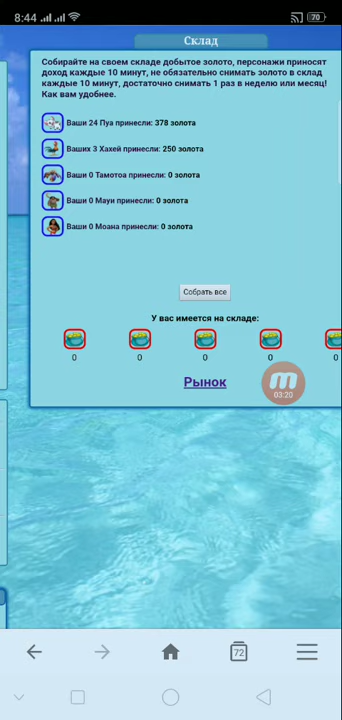 8:44
70
Склад
Собирайте на своем складе добытое золото, персонажи приносят
доход каждые 10 минут, не обязательно снимать золото в склад
каждые 10 минут, достаточно снимать 1 раз в неделю или месяц!
Как вам удобнее.
Ваши 24 Пуа принесли: 378 золота
Ваших 3 Хахей принесли: 250 золота
Ваши 0 Тамотоа принесли: 0 золота
Ваши 0 Мауи принесли: 0 золота
Ваши 0 Моана принесли: 0 золота
Собрать все
У вас имеется на складе:
0 0 0 0 0
Рынок
03:20
72